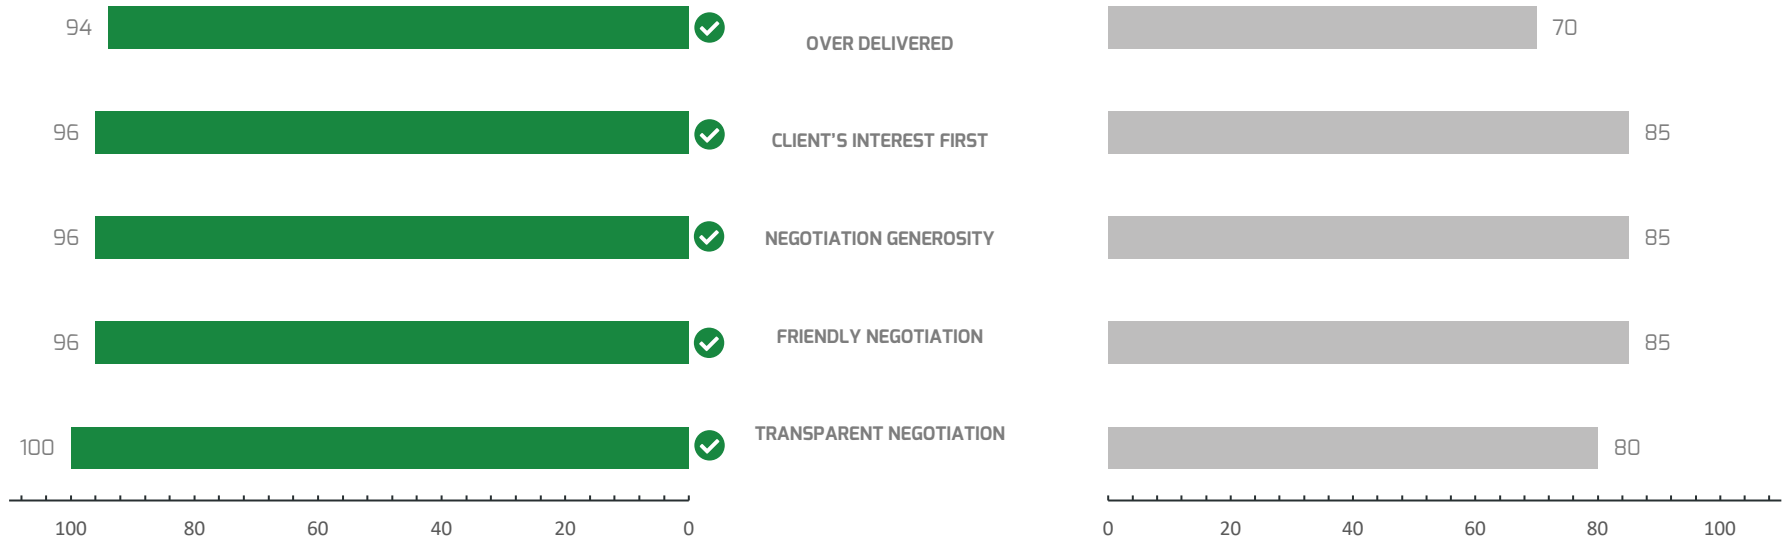 94 OVER DELIVERED 70
96 CLIENT'S INTEREST FIRST 85
96 NEGOTIATION GENEROSITY 85
96 FRIENDLY NEGOTIATION 85
100 TRANSPARENT NEGOTIATION 80
100 80 60 40 20 0 0 20 40 60 80 100